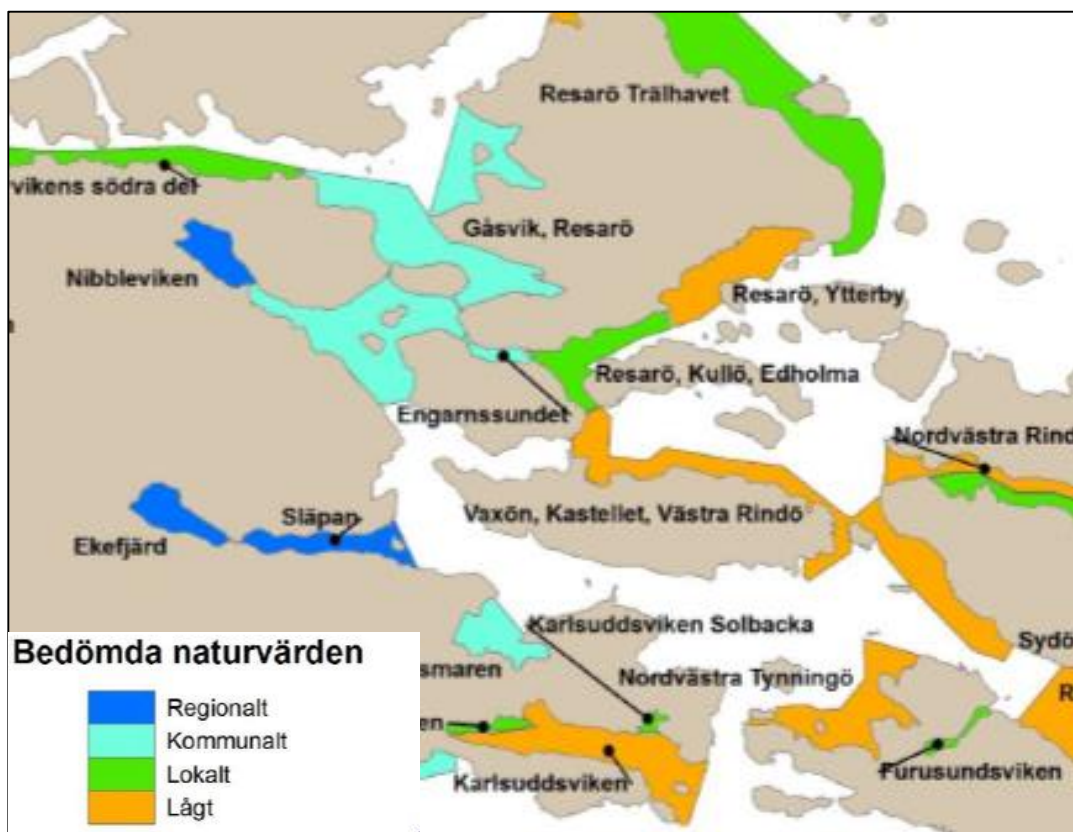 Resarö Trälhavet
vikens södra del
Gåsvik, Resarö
Nibbleviken
Resarö, Ytterby
Resarö, Kullö, Edholma
Engarnssundet
Nordvästra Rind
Släpan
Vaxön, Kastellet, Västra Rindö
Ekefjärd
Karlsuddsviken Solbacka
Sydö
smaren
Nordvästra Tynningö
R
en
Karlsuddsviken
Furusundsviken
Bedömda naturvärden
Regionalt
Kommunalt
Lokalt
Lågt